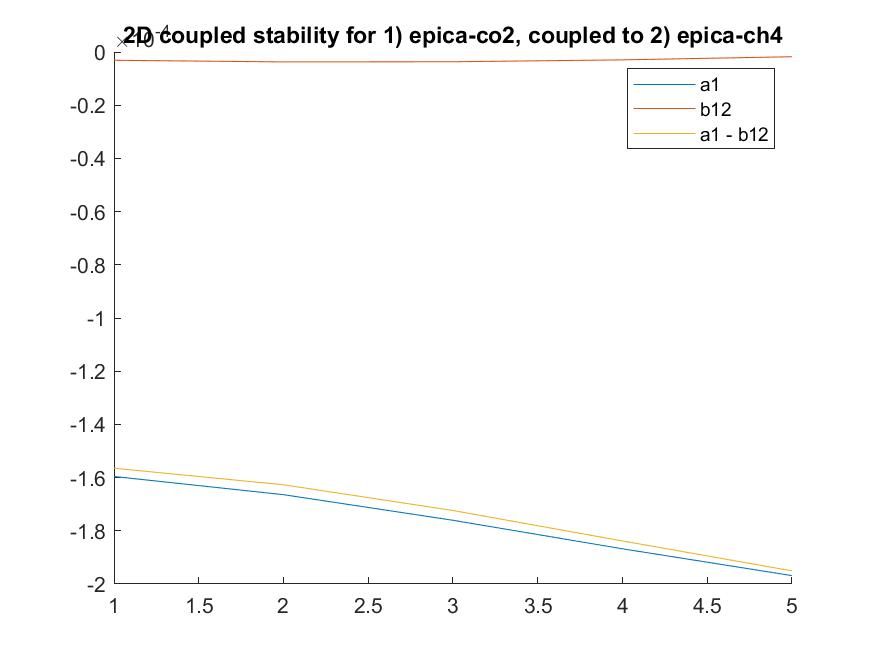 2D coupled stability for 1) epica-co2, coupled to 2) epica-ch4
×10-4
0
-0.2
-0.4
-0.6
-0.8
-1
-1.2
-1.4
-1.6
-1.8
-2
a1
b12
a1 - b12
1 1.5 2 2.5 3 3.5 4 4.5 5